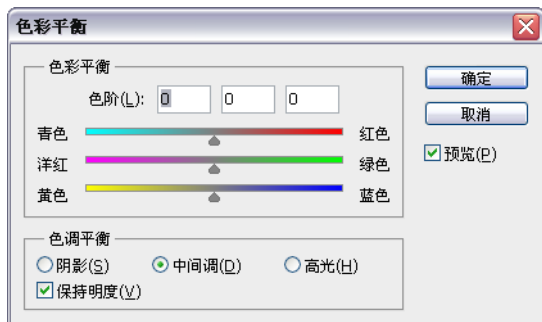 色彩平衡
色彩平衡
色阶(L): 0 0 0
青色 红色
洋红 绿色
黄色 蓝色
色调平衡
阴影(S) 中间调(D) 高光(H)
保持明度(V)
确定
取消
预览(P)